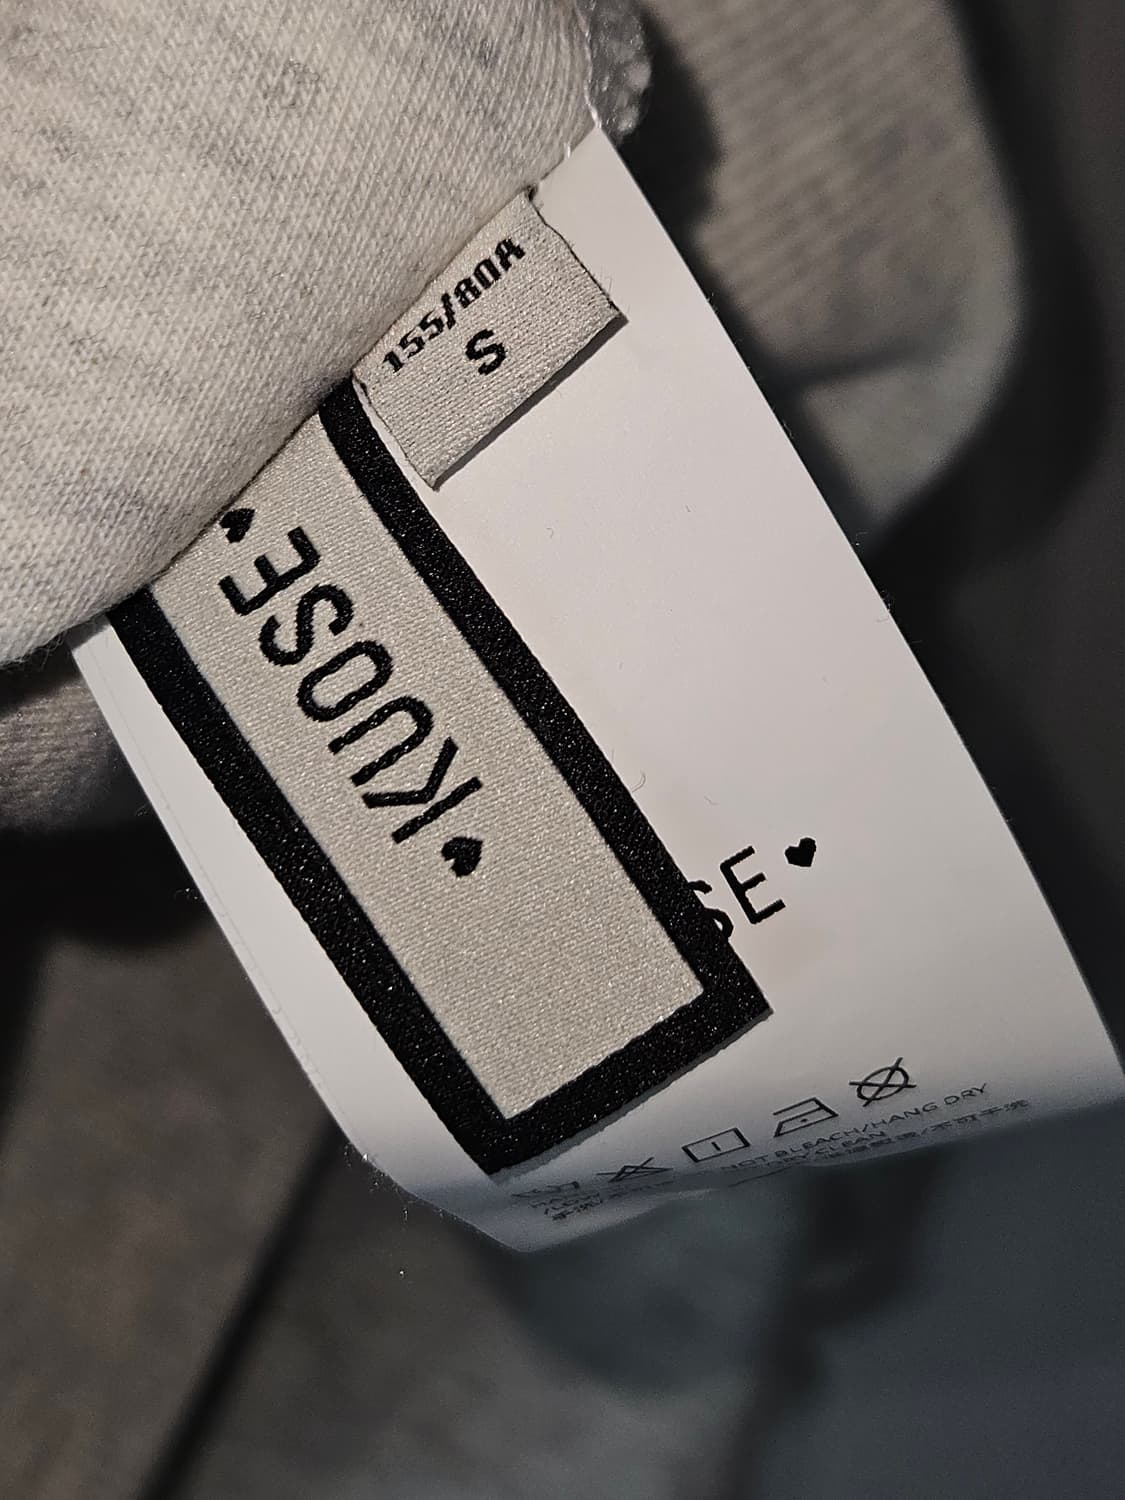 155/80A
S
♥KUOSE♥
SE♥
NOT BLEACH/HANG DRY
DRY CLEAN